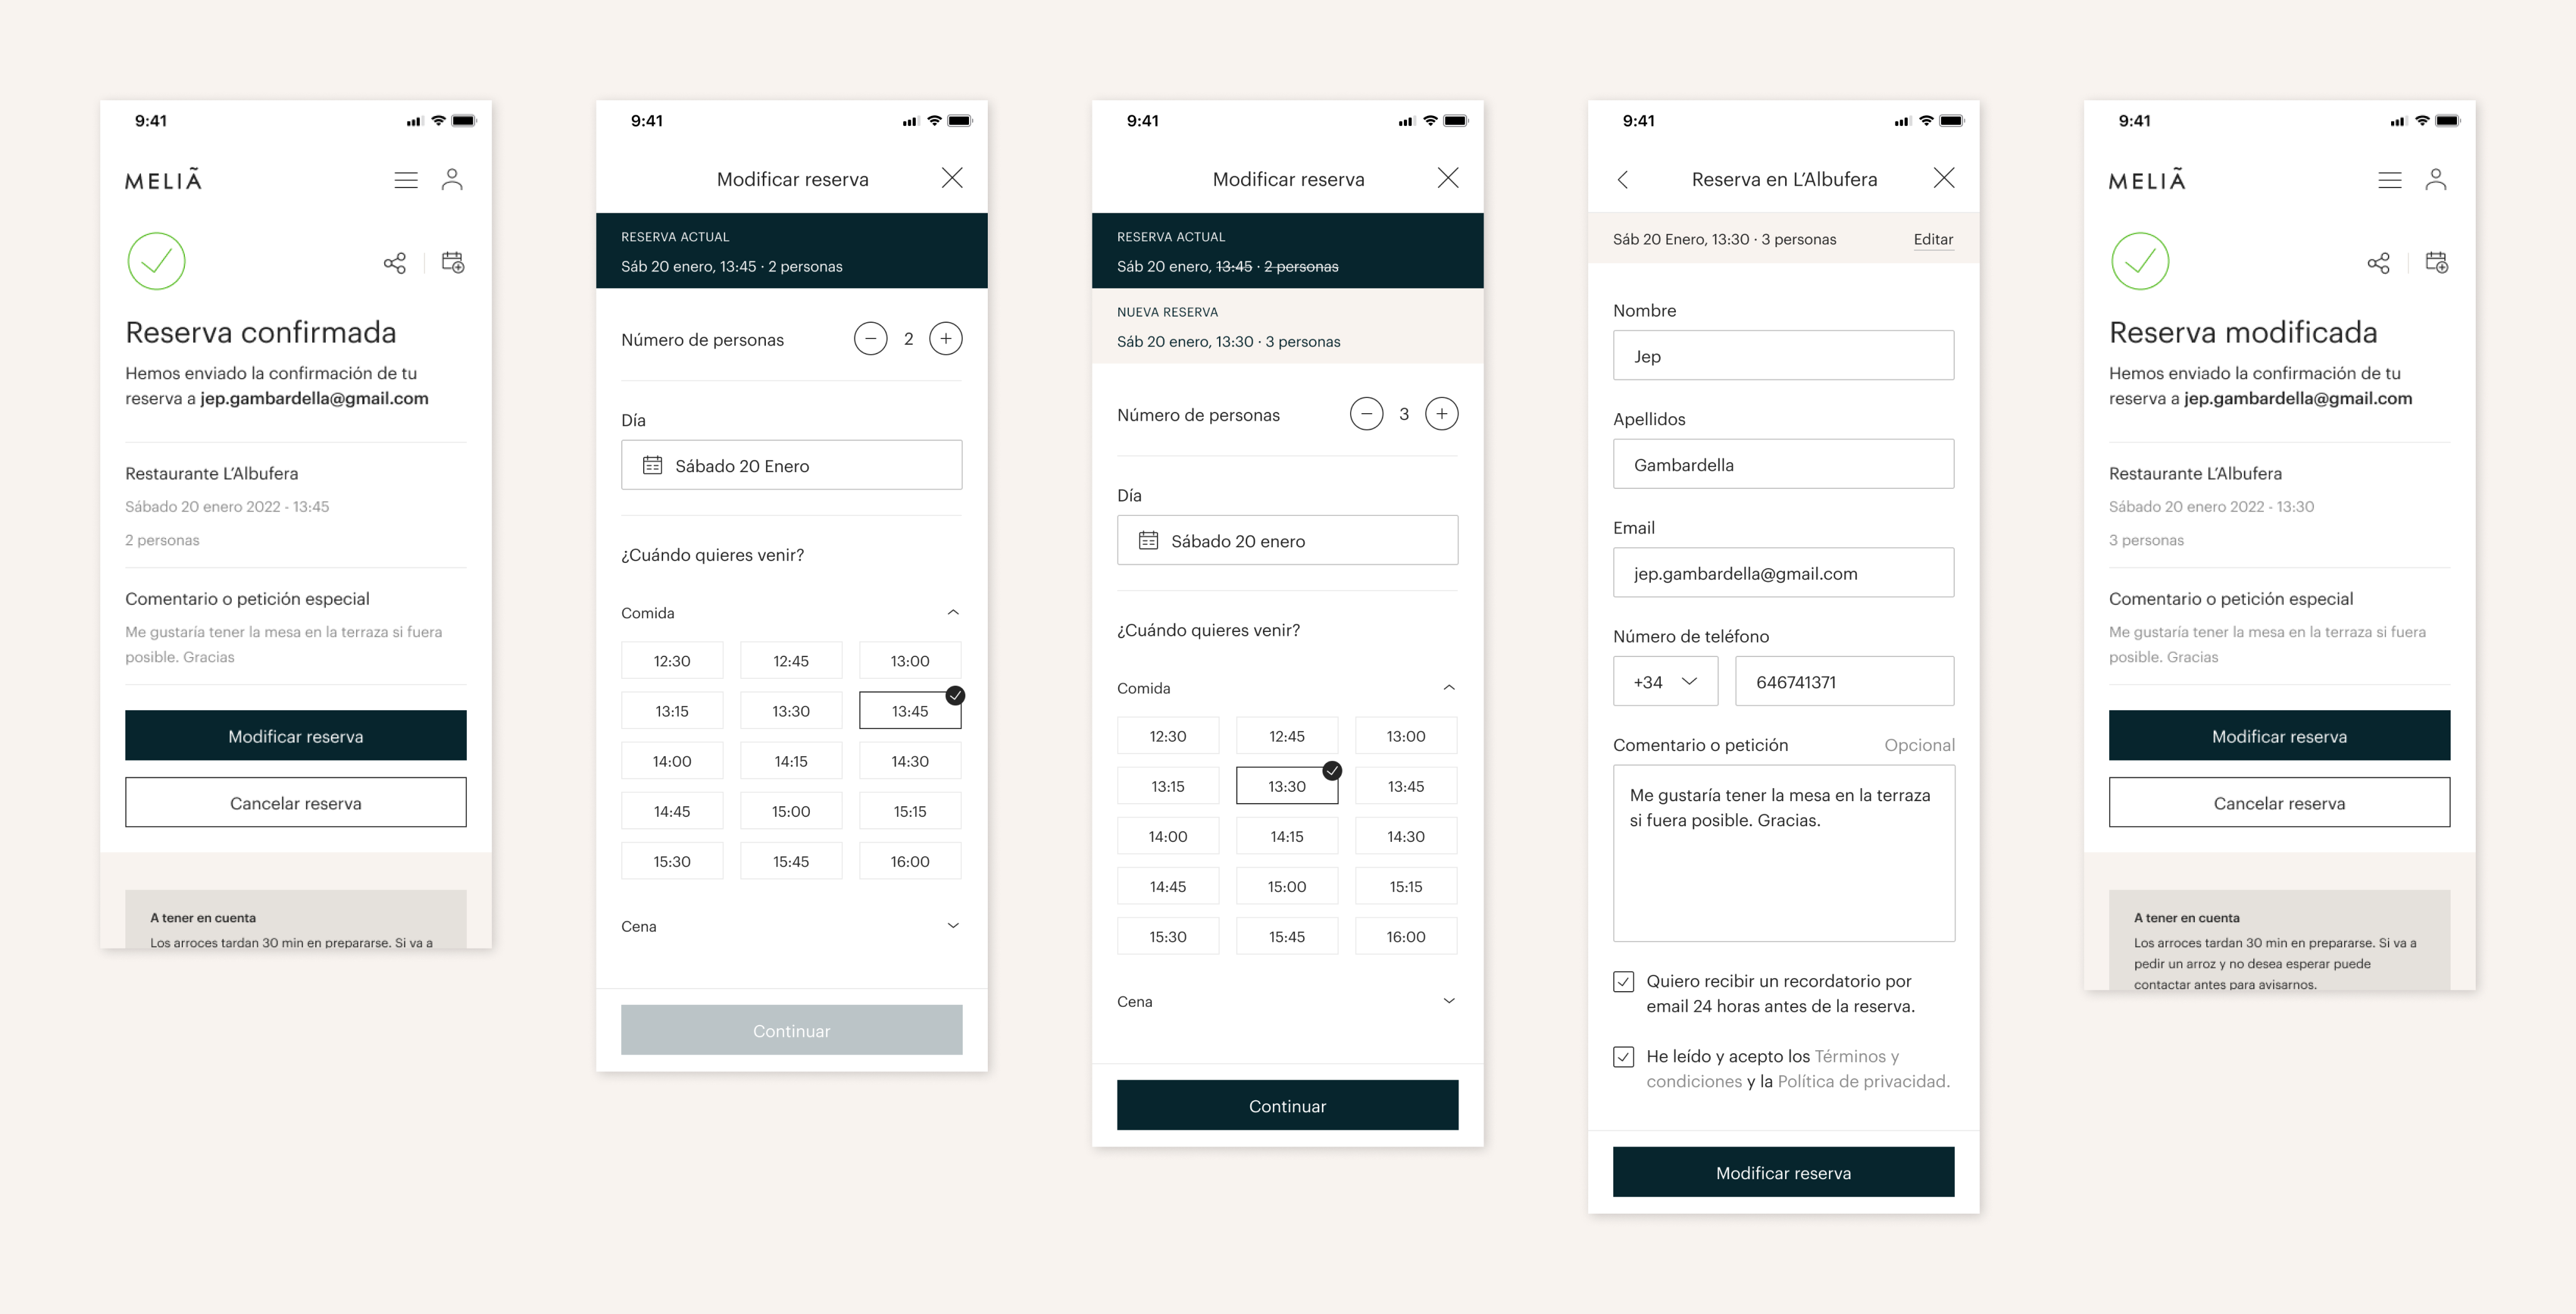 9:41
MELIÃ
Reserva confirmada
Hemos enviado la confirmación de tu
reserva a jep.gambardella@gmail.com
Restaurante L’Albufera
Sábado 20 enero 2022 - 13:45
2 personas
Comentario o petición especial
Me gustaría tener la mesa en la terraza si fuera
posible. Gracias
Modificar reserva
Cancelar reserva
A tener en cuenta
Los arroces tardan 30 min en prepararse. Si va a
9:41
Modificar reserva
RESERVA ACTUAL
Sáb 20 enero, 13:45 · 2 personas
Número de personas 2
Día
Sábado 20 Enero
¿Cuándo quieres venir?
Comida
12:30 12:45 13:00
13:15 13:30 13:45
14:00 14:15 14:30
14:45 15:00 15:15
15:30 15:45 16:00
Cena
Continuar
9:41
Modificar reserva
RESERVA ACTUAL
Sáb 20 enero, 13:45 · 2 personas
NUEVA RESERVA
Sáb 20 enero, 13:30 · 3 personas
Número de personas 3
Día
Sábado 20 enero
¿Cuándo quieres venir?
Comida
12:30 12:45 13:00
13:15 13:30 13:45
14:00 14:15 14:30
14:45 15:00 15:15
15:30 15:45 16:00
Cena
Continuar
9:41
Reserva en L’Albufera
Sáb 20 Enero, 13:30 · 3 personas Editar
Nombre
Jep
Apellidos
Gambardella
Email
jep.gambardella@gmail.com
Número de teléfono
+34 646741371
Comentario o petición Opcional
Me gustaría tener la mesa en la terraza
si fuera posible. Gracias.
Quiero recibir un recordatorio por
email 24 horas antes de la reserva.
He leído y acepto los Términos y
condiciones y la Política de privacidad.
Modificar reserva
9:41
MELIÃ
Reserva modificada
Hemos enviado la confirmación de tu
reserva a jep.gambardella@gmail.com
Restaurante L’Albufera
Sábado 20 enero 2022 - 13:30
3 personas
Comentario o petición especial
Me gustaría tener la mesa en la terraza si fuera
posible. Gracias
Modificar reserva
Cancelar reserva
A tener en cuenta
Los arroces tardan 30 min en prepararse. Si va a
pedir un arroz y no desea esperar puede
contactar antes para avisarnos.